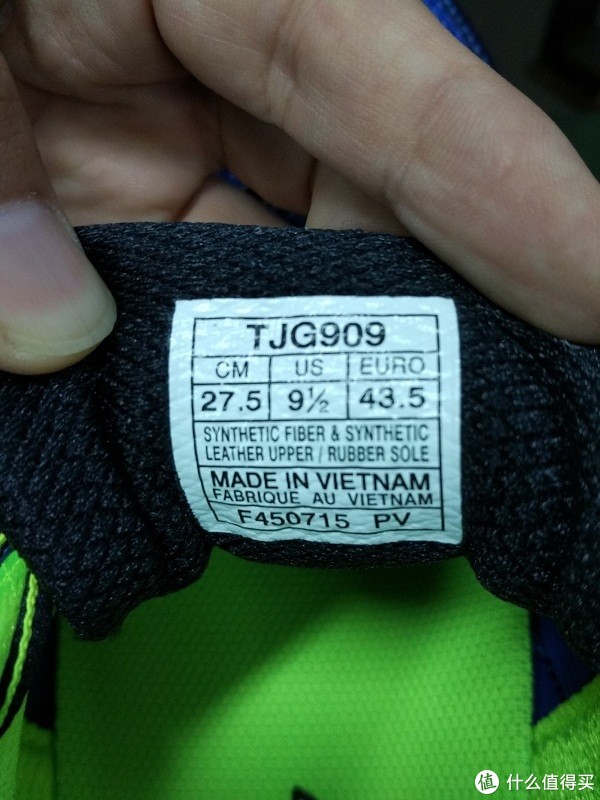 TJG909
CM US EURO
27.5 9½ 43.5
SYNTHETIC FIBER & SYNTHETIC
LEATHER UPPER / RUBBER SOLE
MADE IN VIETNAM
FABRIQUE AU VIETNAM
F450715 PV
值 什么值得买